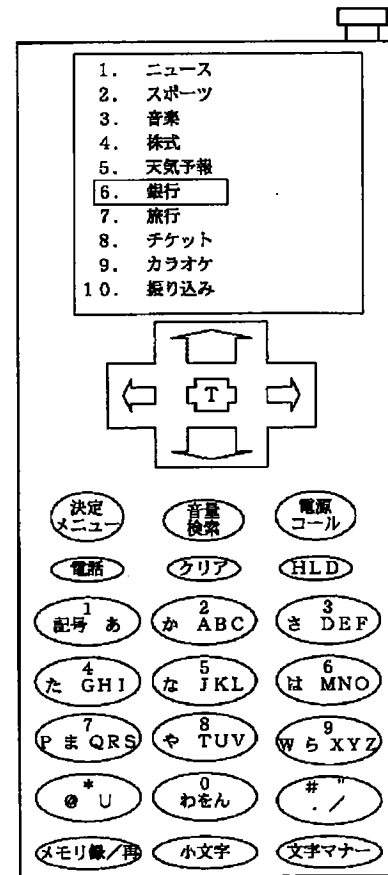 1. ニュース
2. スポーツ
3. 音楽
4. 株式
5. 天気予報
6. 銀行
7. 旅行
8. チケット
9. カラオケ
10. 振り込み
T
決定
メニュー
音量
検索
電源
コール
電話 クリア HLD
1
記号 あ
2
か ABC
3
さ DEF
4
た GHI
5
な JKL
6
は MNO
7
P ま QRS
8
や TUV
9
W ら XYZ
*
@ U
0
わをん
# "
. /
メモリ録/再 小文字 文字マナー